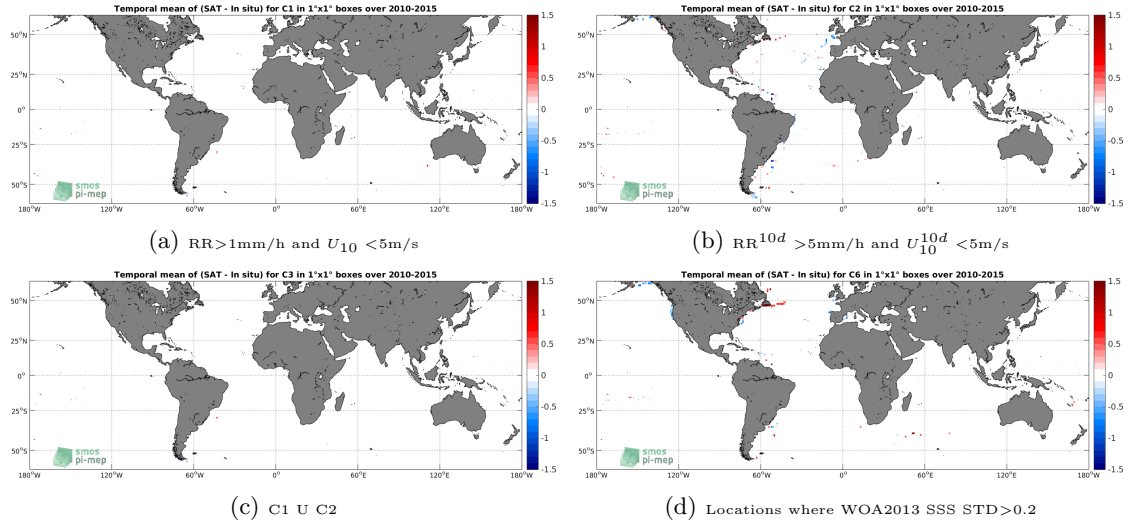 Temporal mean of (SAT - In situ) for C1 in 1°x1° boxes over 2010-2015
50°N
25°N
0°
25°S
50°S
180°W 120°W 60°W 0° 60°E 120°E 180°W
1.5
1
0.5
0
-0.5
-1
-1.5
smos
pi-mep
(a) RR>1mm/h and U10 <5m/s
Temporal mean of (SAT - In situ) for C2 in 1°x1° boxes over 2010-2015
50°N
25°N
0°
25°S
50°S
180°W 120°W 60°W 0° 60°E 120°E 180°W
1.5
1
0.5
0
-0.5
-1
-1.5
smos
pi-mep
(b) RR^10d >5mm/h and U10^10d <5m/s
Temporal mean of (SAT - In situ) for C3 in 1°x1° boxes over 2010-2015
50°N
25°N
0°
25°S
50°S
180°W 120°W 60°W 0° 60°E 120°E 180°W
1.5
1
0.5
0
-0.5
-1
-1.5
smos
pi-mep
(c) C1 U C2
Temporal mean of (SAT - In situ) for C6 in 1°x1° boxes over 2010-2015
50°N
25°N
0°
25°S
50°S
180°W 120°W 60°W 0° 60°E 120°E 180°W
1.5
1
0.5
0
-0.5
-1
-1.5
smos
pi-mep
(d) Locations where WOA2013 SSS STD>0.2